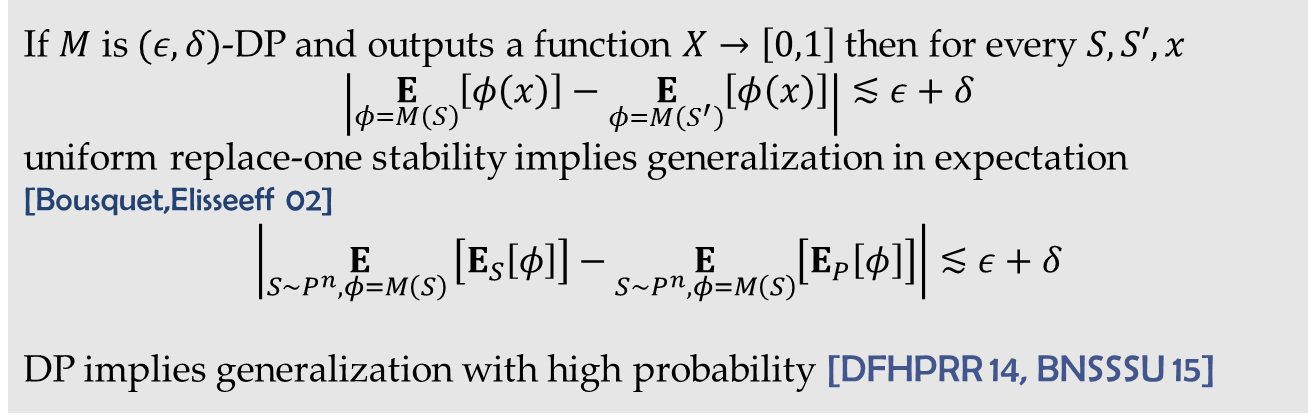 If M is (ϵ, δ)-DP and outputs a function X → [0,1] then for every S, S′, x
| E_{ϕ=M(S)} [ϕ(x)] − E_{ϕ=M(S′)} [ϕ(x)] | ≲ ϵ + δ
uniform replace-one stability implies generalization in expectation
[Bousquet,Elisseeff 02]
| E_{S∼Pⁿ,ϕ=M(S)} [E_S[ϕ]] − E_{S∼Pⁿ,ϕ=M(S)} [E_P[ϕ]] | ≲ ϵ + δ
DP implies generalization with high probability [DFHPRR 14, BNSSSU 15]